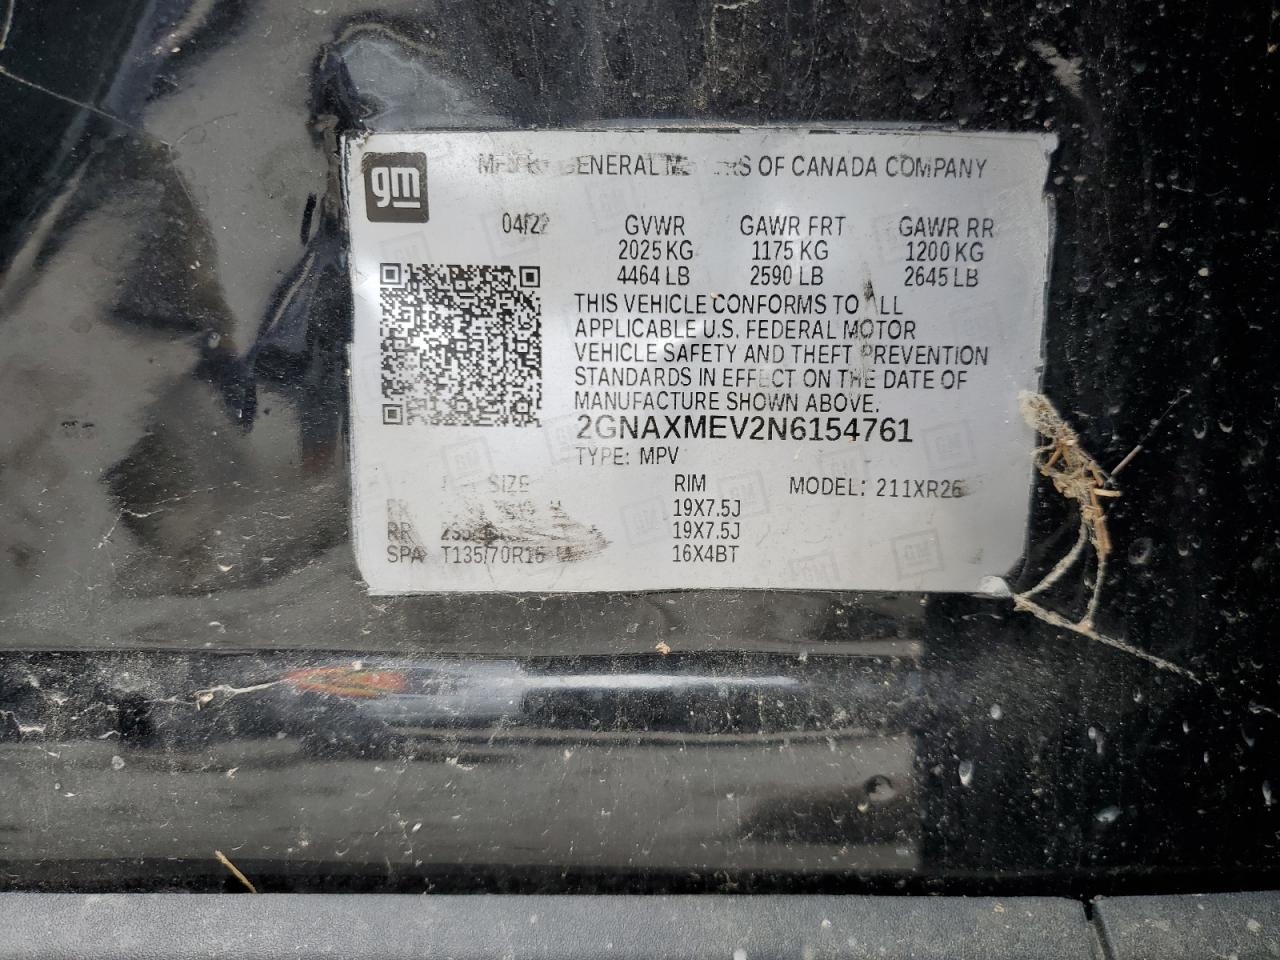 gm
GENERAL OF CANADA COMPANY
04/22 GVWR GAWR FRT GAWR RR
2025 KG 1175 KG 1200 KG
4464 LB 2590 LB 2645 LB
THIS VEHICLE CONFORMS TO ALL
APPLICABLE U.S. FEDERAL MOTOR
VEHICLE SAFETY AND THEFT PREVENTION
STANDARDS IN EFFECT ON THE DATE OF
MANUFACTURE SHOWN ABOVE.
2GNAXMEV2N6154761
TYPE: MPV
SIZE RIM MODEL: 211XR26
19X7.5J
RR 19X7.5J
SPA T135/70R16 16X4BT